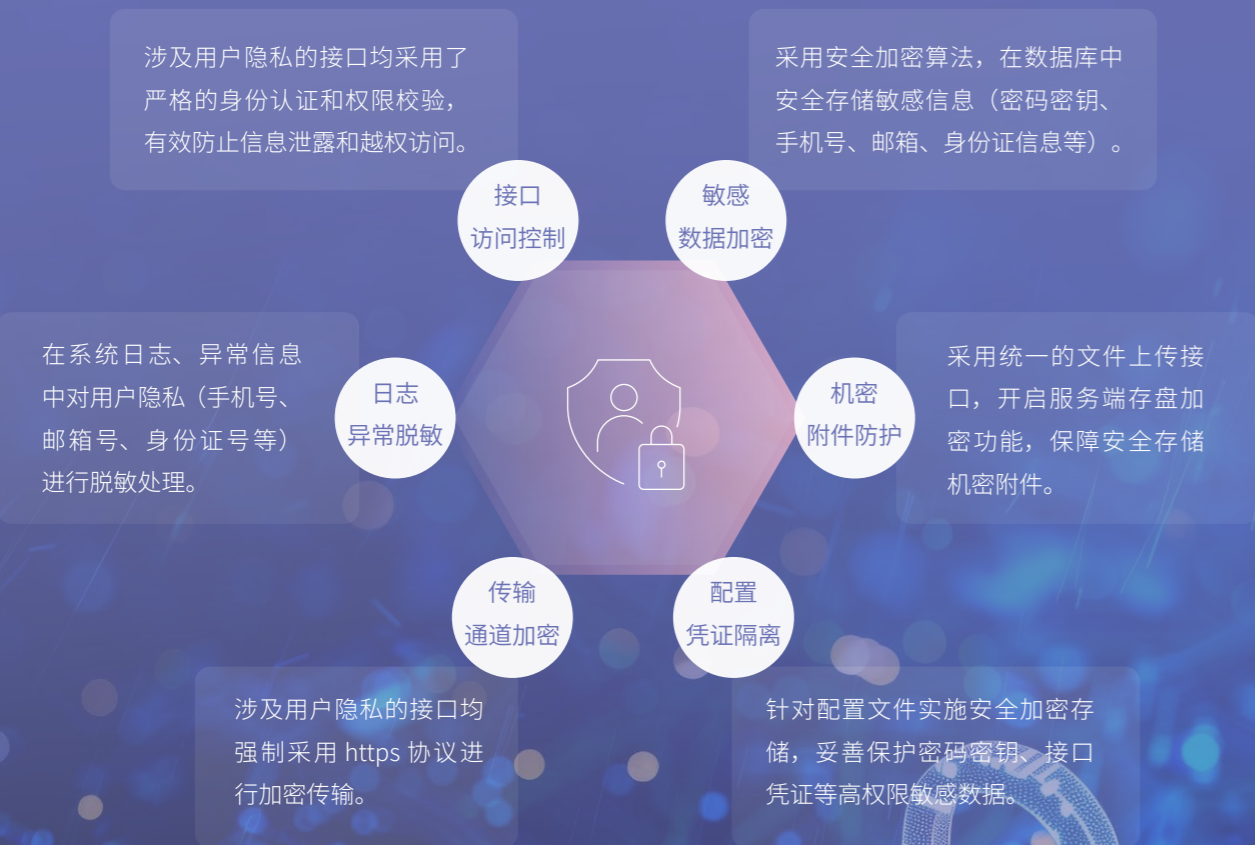 涉及用户隐私的接口均采用了
严格的身份认证和权限校验，
有效防止信息泄露和越权访问。
接口
访问控制
采用安全加密算法，在数据库中
安全存储敏感信息（密码密钥、
手机号、邮箱、身份证信息等）。
敏感
数据加密
在系统日志、异常信息
中对用户隐私（手机号、
邮箱号、身份证号等）
进行脱敏处理。
日志
异常脱敏
机密
附件防护
采用统一的文件上传接
口，开启服务端存盘加
密功能，保障安全存储
机密附件。
传输
通道加密
涉及用户隐私的接口均
强制采用 https 协议进
行加密传输。
配置
凭证隔离
针对配置文件实施安全加密存
储，妥善保护密码密钥、接口
凭证等高权限敏感数据。